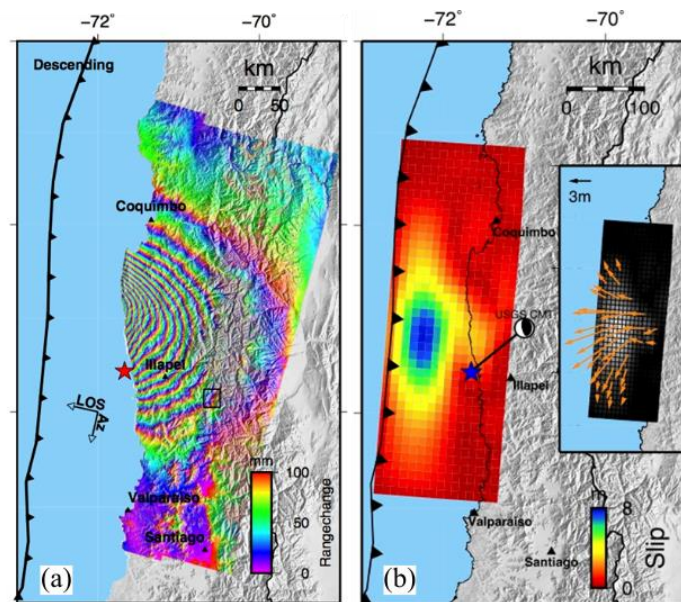 −72°
−70°
Descending
km
0 50
Coquimbo
Illapel
LOS
Az
mm
100
50
0
Rangechange
Valparaiso
Santiago
(a)
−72°
−70°
km
0 100
3m
Coquimbo
USGS CMT
Illapel
Valparaiso
Santiago
m
8
0
Slip
(b)